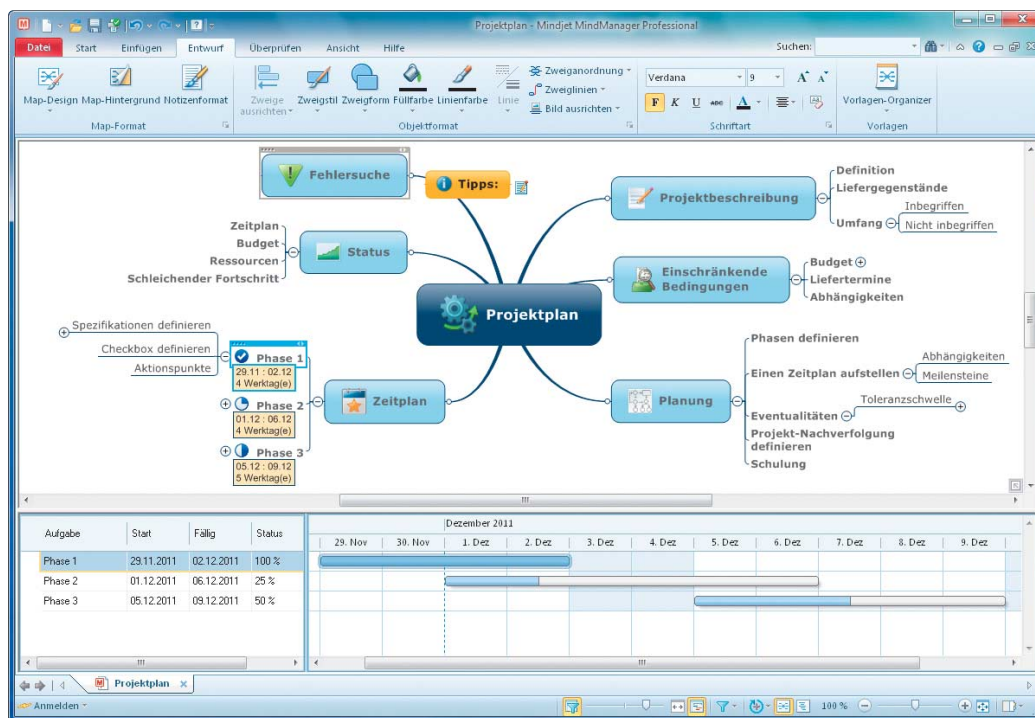 Projektplan - Mindjet MindManager Professional
Datei Start Einfügen Entwurf Überprüfen Ansicht Hilfe Suchen:
Map-Design Map-Hintergrund Notizenformat
Zweige ausrichten
Zweigstil Zweigform Füllfarbe Linienfarbe Linie
Zweiganordnung
Zweiglinien
Bild ausrichten
Verdana 9 A A
F K U ABC A
Vorlagen-Organizer
Map-Format Objektformat Schriftart Vorlagen
Fehlersuche
Tipps:
Zeitplan
Budget
Ressourcen
Schleichender Fortschritt
Status
Spezifikationen definieren
Checkbox definieren
Aktionspunkte
Phase 1
29.11 : 02.12
4 Werktag(e)
Phase 2
01.12 : 06.12
4 Werktag(e)
Phase 3
05.12 : 09.12
5 Werktag(e)
Zeitplan
Projektplan
Projektbeschreibung
Definition
Liefergegenstände
Umfang
Inbegriffen
Nicht inbegriffen
Einschränkende
Bedingungen
Budget
Liefertermine
Abhängigkeiten
Planung
Phasen definieren
Einen Zeitplan aufstellen
Abhängigkeiten
Meilensteine
Eventualitäten
Toleranzschwelle
Projekt-Nachverfolgung
definieren
Schulung
Dezember 2011
Aufgabe Start Fällig Status
29. Nov 30. Nov 1. Dez 2. Dez 3. Dez 4. Dez 5. Dez 6. Dez 7. Dez 8. Dez 9. Dez
Phase 1 29.11.2011 02.12.2011 100 %
Phase 2 01.12.2011 06.12.2011 25 %
Phase 3 05.12.2011 09.12.2011 50 %
Projektplan
Anmelden 100 %